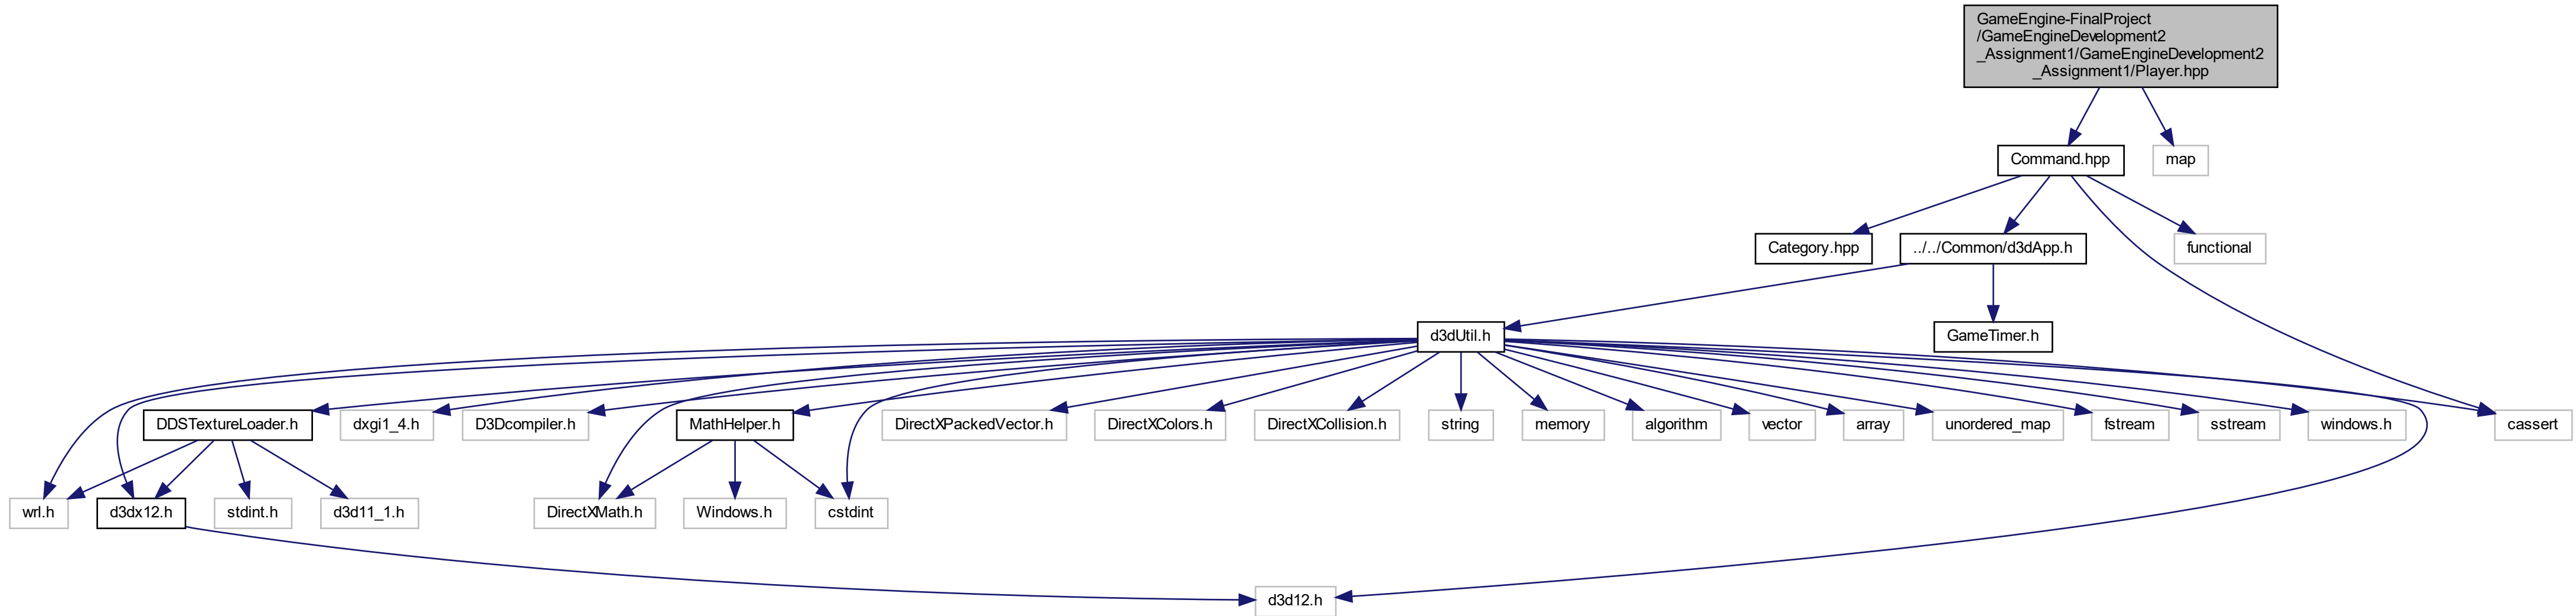 GameEngine-FinalProject
/GameEngineDevelopment2
_Assignment1/GameEngineDevelopment2
_Assignment1/Player.hpp
Command.hpp
map
Category.hpp
../../Common/d3dApp.h
functional
d3dUtil.h
GameTimer.h
DDSTextureLoader.h
dxgi1_4.h
D3Dcompiler.h
MathHelper.h
DirectXPackedVector.h
DirectXColors.h
DirectXCollision.h
string
memory
algorithm
vector
array
unordered_map
fstream
sstream
windows.h
cassert
wrl.h
d3dx12.h
stdint.h
d3d11_1.h
DirectXMath.h
Windows.h
cstdint
d3d12.h